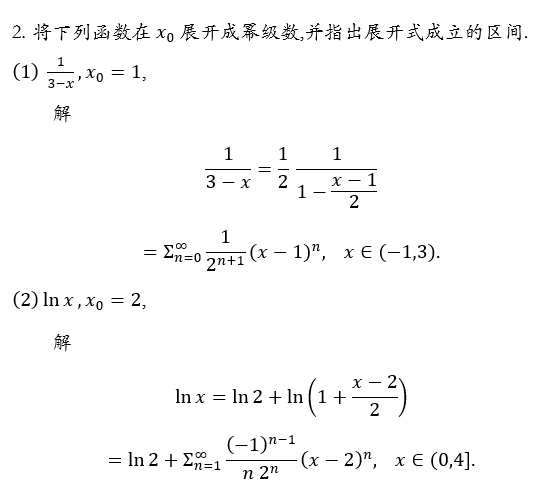 2. 将下列函数在 x₀ 展开成幂级数,并指出展开式成立的区间.
(1) 1/(3−x), x₀ = 1,
解
1/(3 − x) = 1/2 · 1/(1 − (x − 1)/2)
= Σ_{n=0}^{∞} 1/2^{n+1} (x − 1)^n, x ∈ (−1,3).
(2) ln x , x₀ = 2,
解
ln x = ln 2 + ln(1 + (x − 2)/2)
= ln 2 + Σ_{n=1}^{∞} (−1)^{n−1}/(n 2^n) (x − 2)^n, x ∈ (0,4].